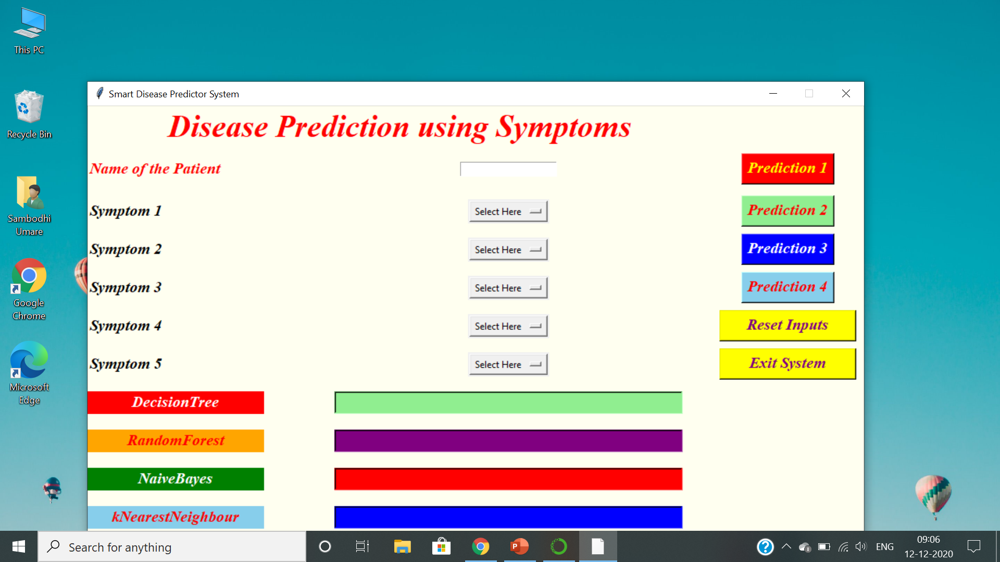 This PC
Recycle Bin
Sambodhi
Umare
Google
Chrome
Microsoft
Edge
Smart Disease Predictor System
Disease Prediction using Symptoms
Name of the Patient
Prediction 1
Symptom 1
Select Here
Prediction 2
Symptom 2
Select Here
Prediction 3
Symptom 3
Select Here
Prediction 4
Symptom 4
Select Here
Reset Inputs
Symptom 5
Select Here
Exit System
DecisionTree
RandomForest
NaiveBayes
kNearestNeighbour
Search for anything
P
?
ENG
09:06
12-12-2020